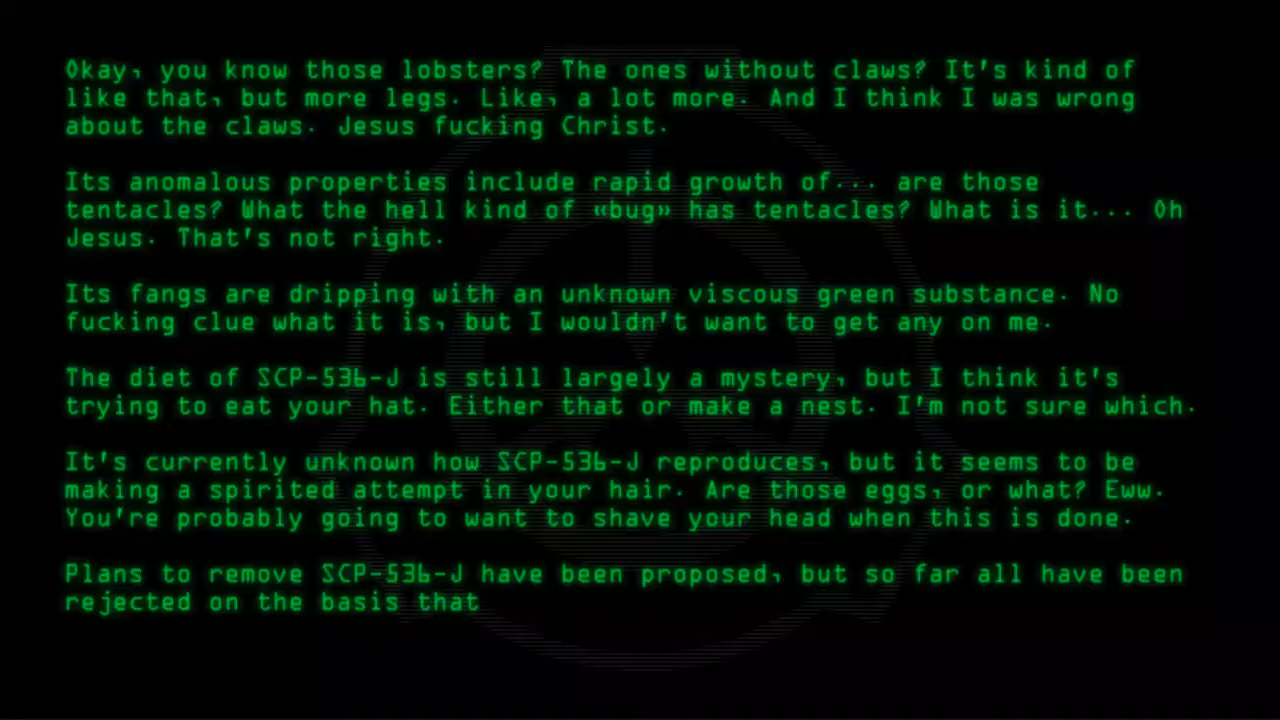 Okay, you know those lobsters? The ones without claws? It's kind of
like that, but more legs. Like, a lot more. And I think I was wrong
about the claws. Jesus fucking Christ.
Its anomalous properties include rapid growth of... are those
tentacles? What the hell kind of «bug» has tentacles? What is it... Oh
Jesus. That's not right.
Its fangs are dripping with an unknown viscous green substance. No
fucking clue what it is, but I wouldn't want to get any on me.
The diet of SCP-536-J is still largely a mystery, but I think it's
trying to eat your hat. Either that or make a nest. I'm not sure which.
It's currently unknown how SCP-536-J reproduces, but it seems to be
making a spirited attempt in your hair. Are those eggs, or what? Eww.
You're probably going to want to shave your head when this is done.
Plans to remove SCP-536-J have been proposed, but so far all have been
rejected on the basis that